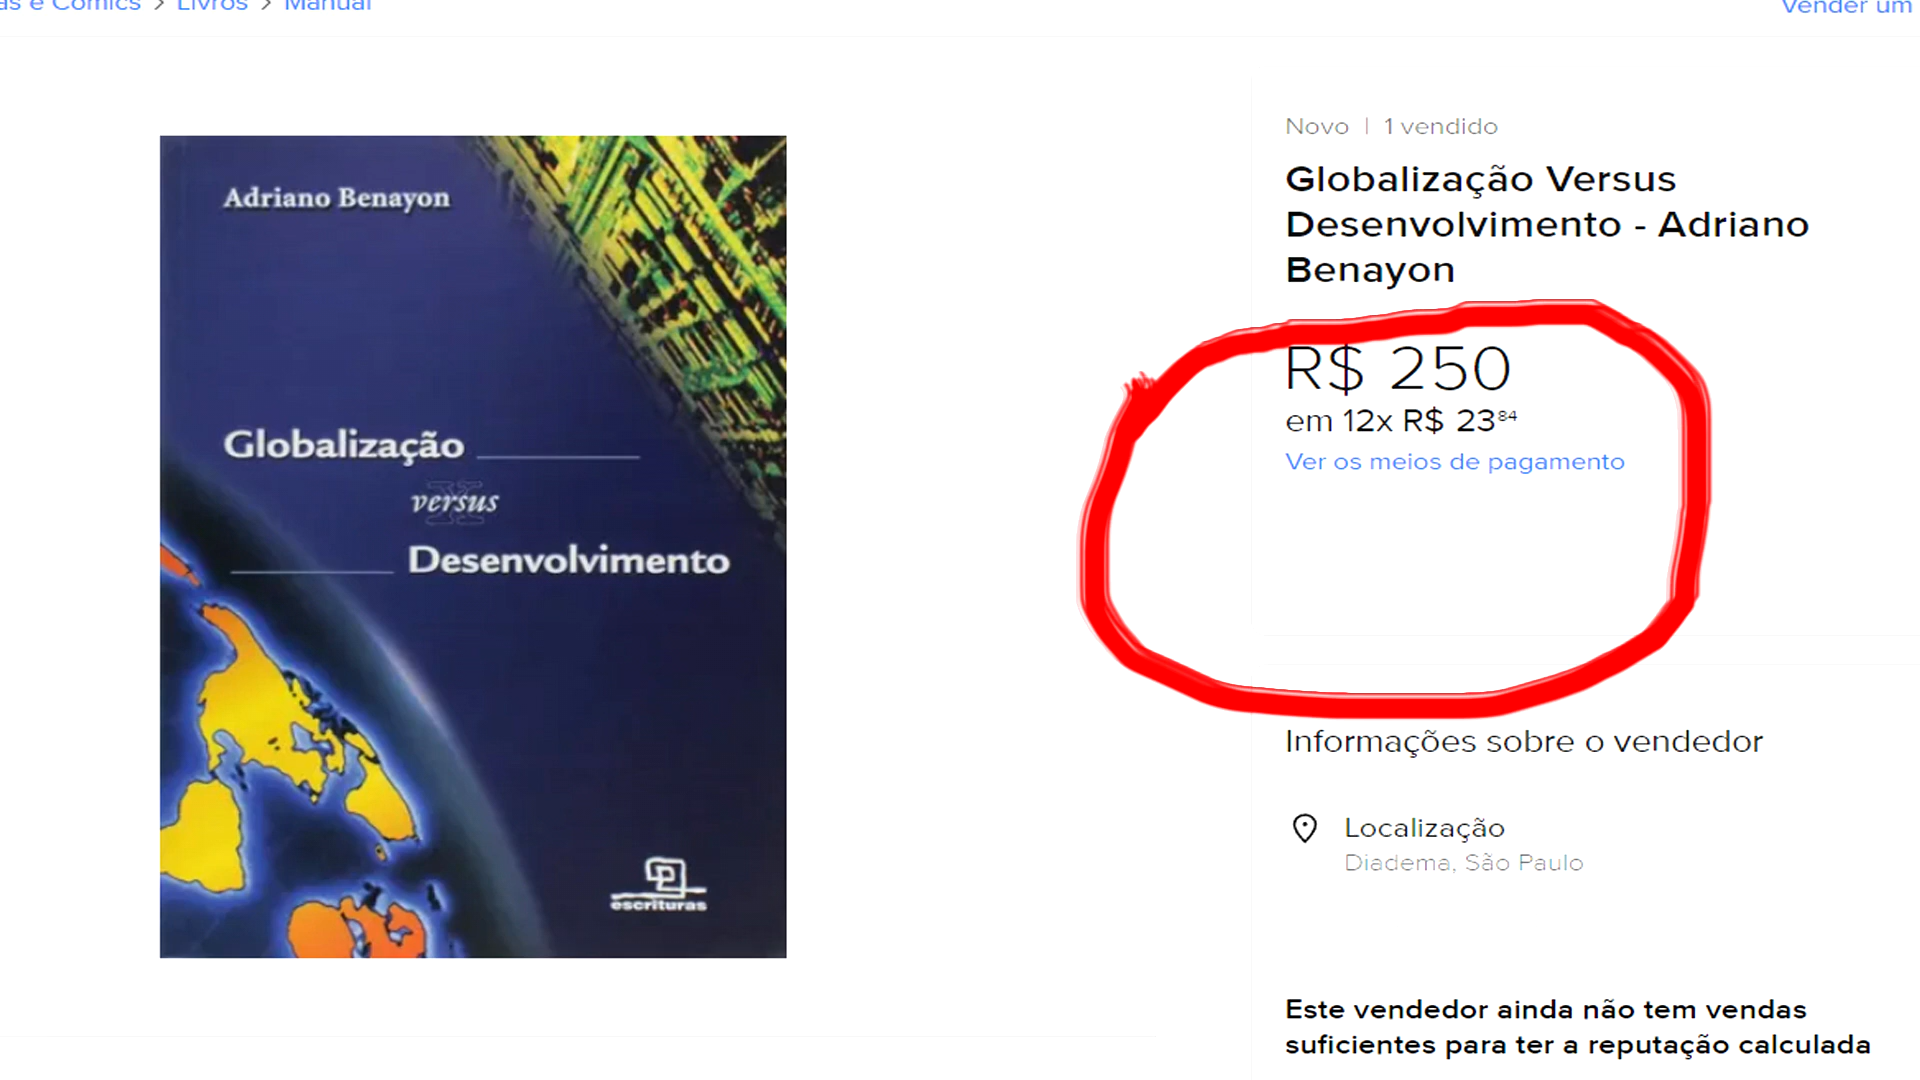 as e Comics > Livros > Manual
Vender um
Novo | 1 vendido
Globalização Versus
Desenvolvimento - Adriano
Benayon
R$ 250
em 12x R$ 23⁸⁴
Ver os meios de pagamento
Informações sobre o vendedor
Localização
Diadema, São Paulo
Este vendedor ainda não tem vendas
suficientes para ter a reputação calculada
Adriano Benayon
Globalização
versus
Desenvolvimento
escrituras